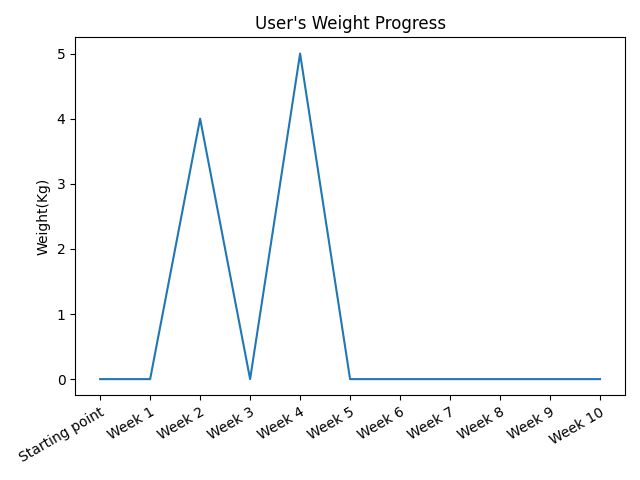 User's Weight Progress
Weight(Kg)
5
4
3
2
1
0
Starting point
Week 1
Week 2
Week 3
Week 4
Week 5
Week 6
Week 7
Week 8
Week 9
Week 10